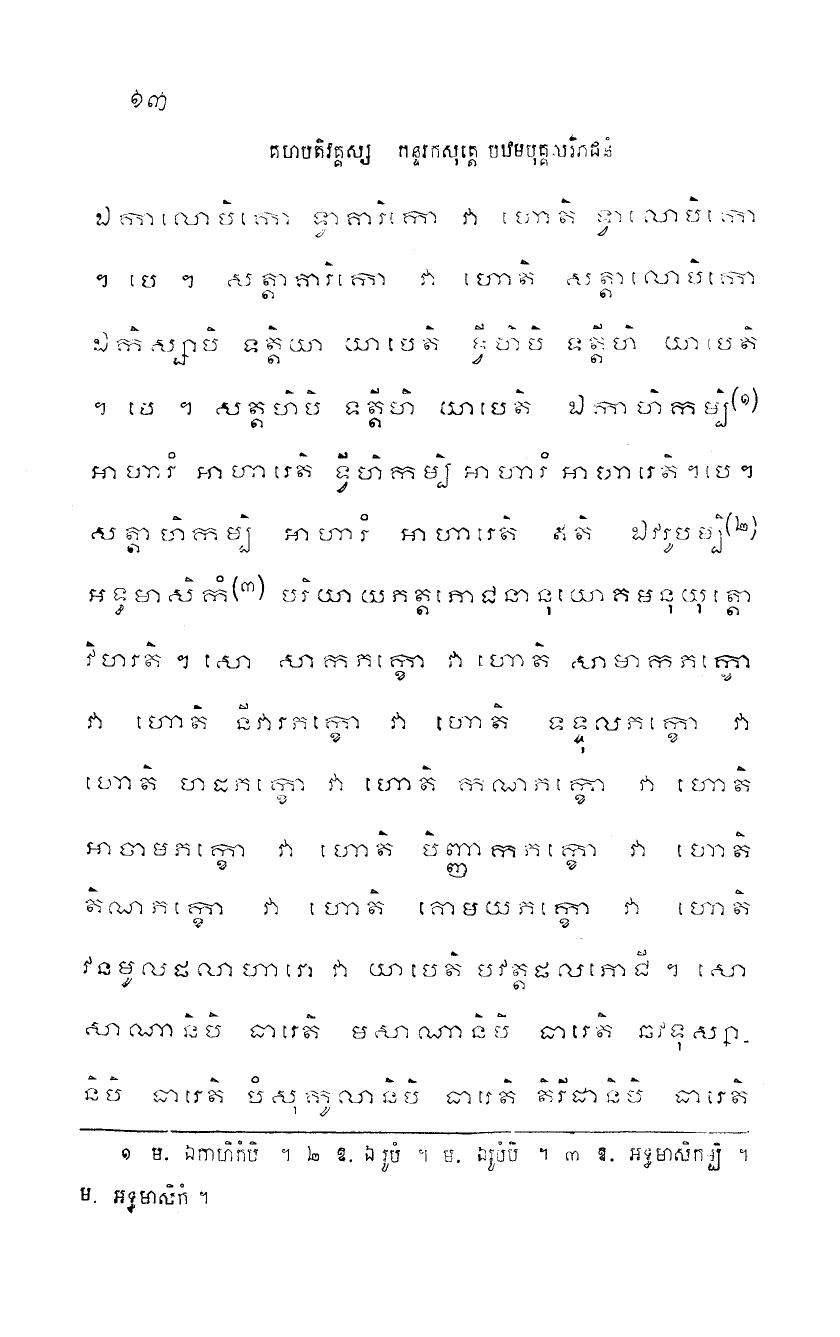 ១៣
គហបតិវគ្គស្ស កន្ទរកសុត្តេ បឋមបុគ្គលវិភជនំ
ឯកាលោបិកោ ទ្វាគារិកោ វា ហោតិ ទ្វាលោបិកោ
។ បេ ។ សត្តាគារិកោ វា ហោតិ សត្តាលោបិកោ
ឯកិស្សាបិ ទត្តិយា យាបេតិ ទ្វីហិបិ ទត្តីហិ យាបេតិ
។ បេ ។ សត្តហិបិ ទត្តីហិ យាបេតិ ឯកាហិកម្បិ(១)
អាហារំ អាហារេតិ ទ្វីហិកម្បិ អាហារំ អាហារេតិ ។បេ។
សត្តាហិកម្បិ អាហារំ អាហារេតិ ឥតិ ឯវរូបម្បិ(២)
អទ្ធមាសិកំ(៣) បរិយាយភត្តភោជនានុយោគមនុយុត្តោ
វិហរតិ ។ សោ សាកភក្ខោ វា ហោតិ សាមាកភក្ខោ
វា ហោតិ នីវារភក្ខោ វា ហោតិ ទទ្ទុលភក្ខោ វា
ហោតិ ហដភក្ខោ វា ហោតិ កណភក្ខោ វា ហោតិ
អាចាមភក្ខោ វា ហោតិ បិញ្ញាកភក្ខោ វា ហោតិ
តិណភក្ខោ វា ហោតិ គោមយភក្ខោ វា ហោតិ
វនមូលផលាហារោ វា យាបេតិ បវត្តផលភោជី ។ សោ
សាណានិបិ ធារេតិ មសាណានិបិ ធារេតិ ឆវទុស្សា-
និបិ ធារេតិ បំសុកូលានិបិ ធារេតិ តិរីដានិបិ ធារេតិ
១ ម. ឯកាហិកំបិ ។ ២ ឱ. ឯរូបំ ។ ម. ឯរូបំបិ ។ ៣ ឱ. អទ្ធមាសិកម្បិ ។
ម. អទ្ធមាសិកំ ។